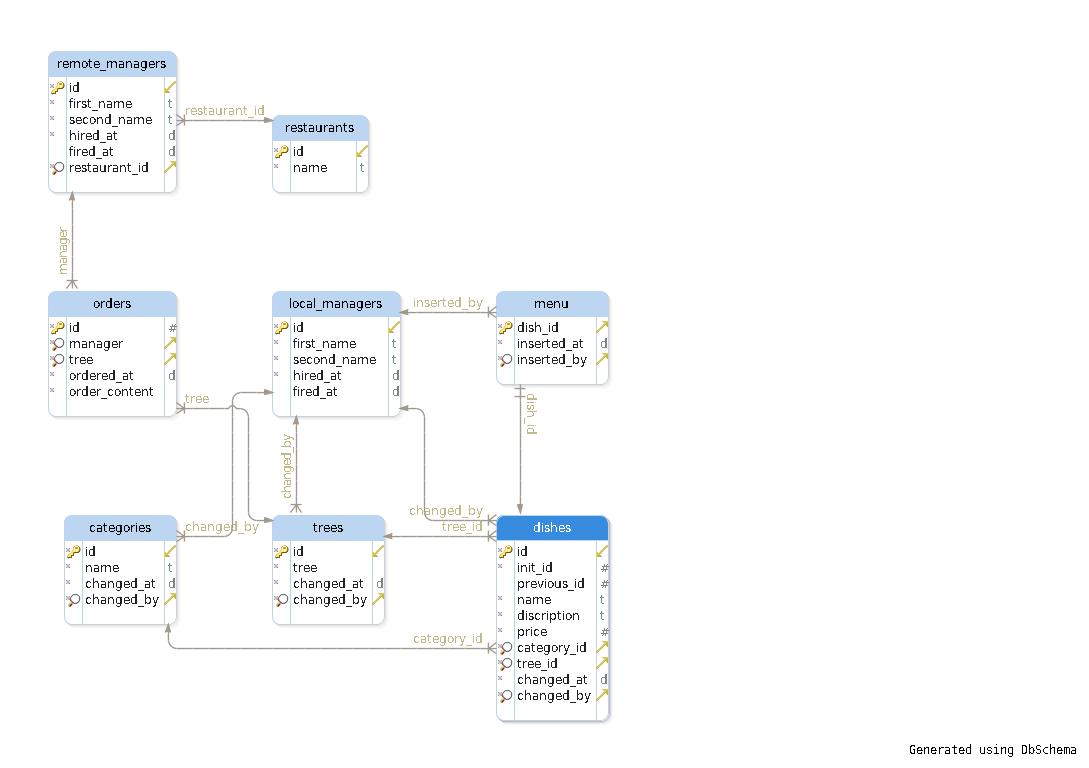 remote_managers
id
first_name t
second_name t
hired_at d
fired_at d
restaurant_id
restaurant_id
restaurants
id
name t
manager
orders
id #
manager
tree
ordered_at d
order_content
local_managers
id
first_name t
second_name t
hired_at d
fired_at d
inserted_by
menu
dish_id
inserted_at d
inserted_by
tree
changed_by
dish_id
changed_by
tree_id
categories
id
name t
changed_at d
changed_by
changed_by
trees
id
tree
changed_at d
changed_by
dishes
id
init_id #
previous_id #
name t
discription t
price #
category_id
tree_id
changed_at d
changed_by
category_id
Generated using DbSchema